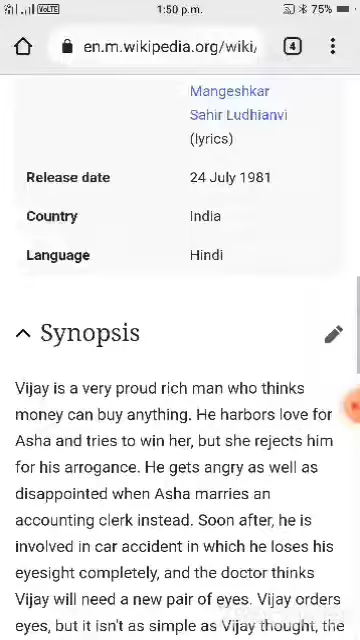 VoLTE 1:50 p.m. 75%
en.m.wikipedia.org/wiki/ 4
Mangeshkar
Sahir Ludhianvi
(lyrics)
Release date 24 July 1981
Country India
Language Hindi
Synopsis
Vijay is a very proud rich man who thinks
money can buy anything. He harbors love for
Asha and tries to win her, but she rejects him
for his arrogance. He gets angry as well as
disappointed when Asha marries an
accounting clerk instead. Soon after, he is
involved in car accident in which he loses his
eyesight completely, and the doctor thinks
Vijay will need a new pair of eyes. Vijay orders
eyes, but it isn't as simple as Vijay thought, the